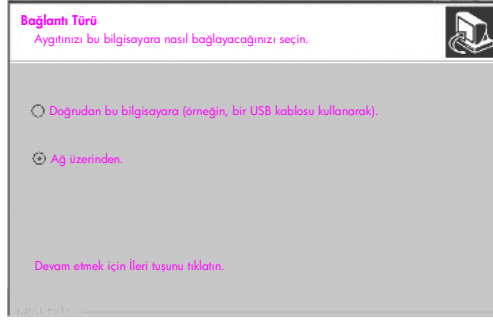 Bağlantı Türü
Aygıtınızı bu bilgisayara nasıl bağlayacağınızı seçin.
Doğrudan bu bilgisayara (örneğin, bir USB kablosu kullanarak).
Ağ üzerinden.
Devam etmek için İleri tuşunu tıklatın.